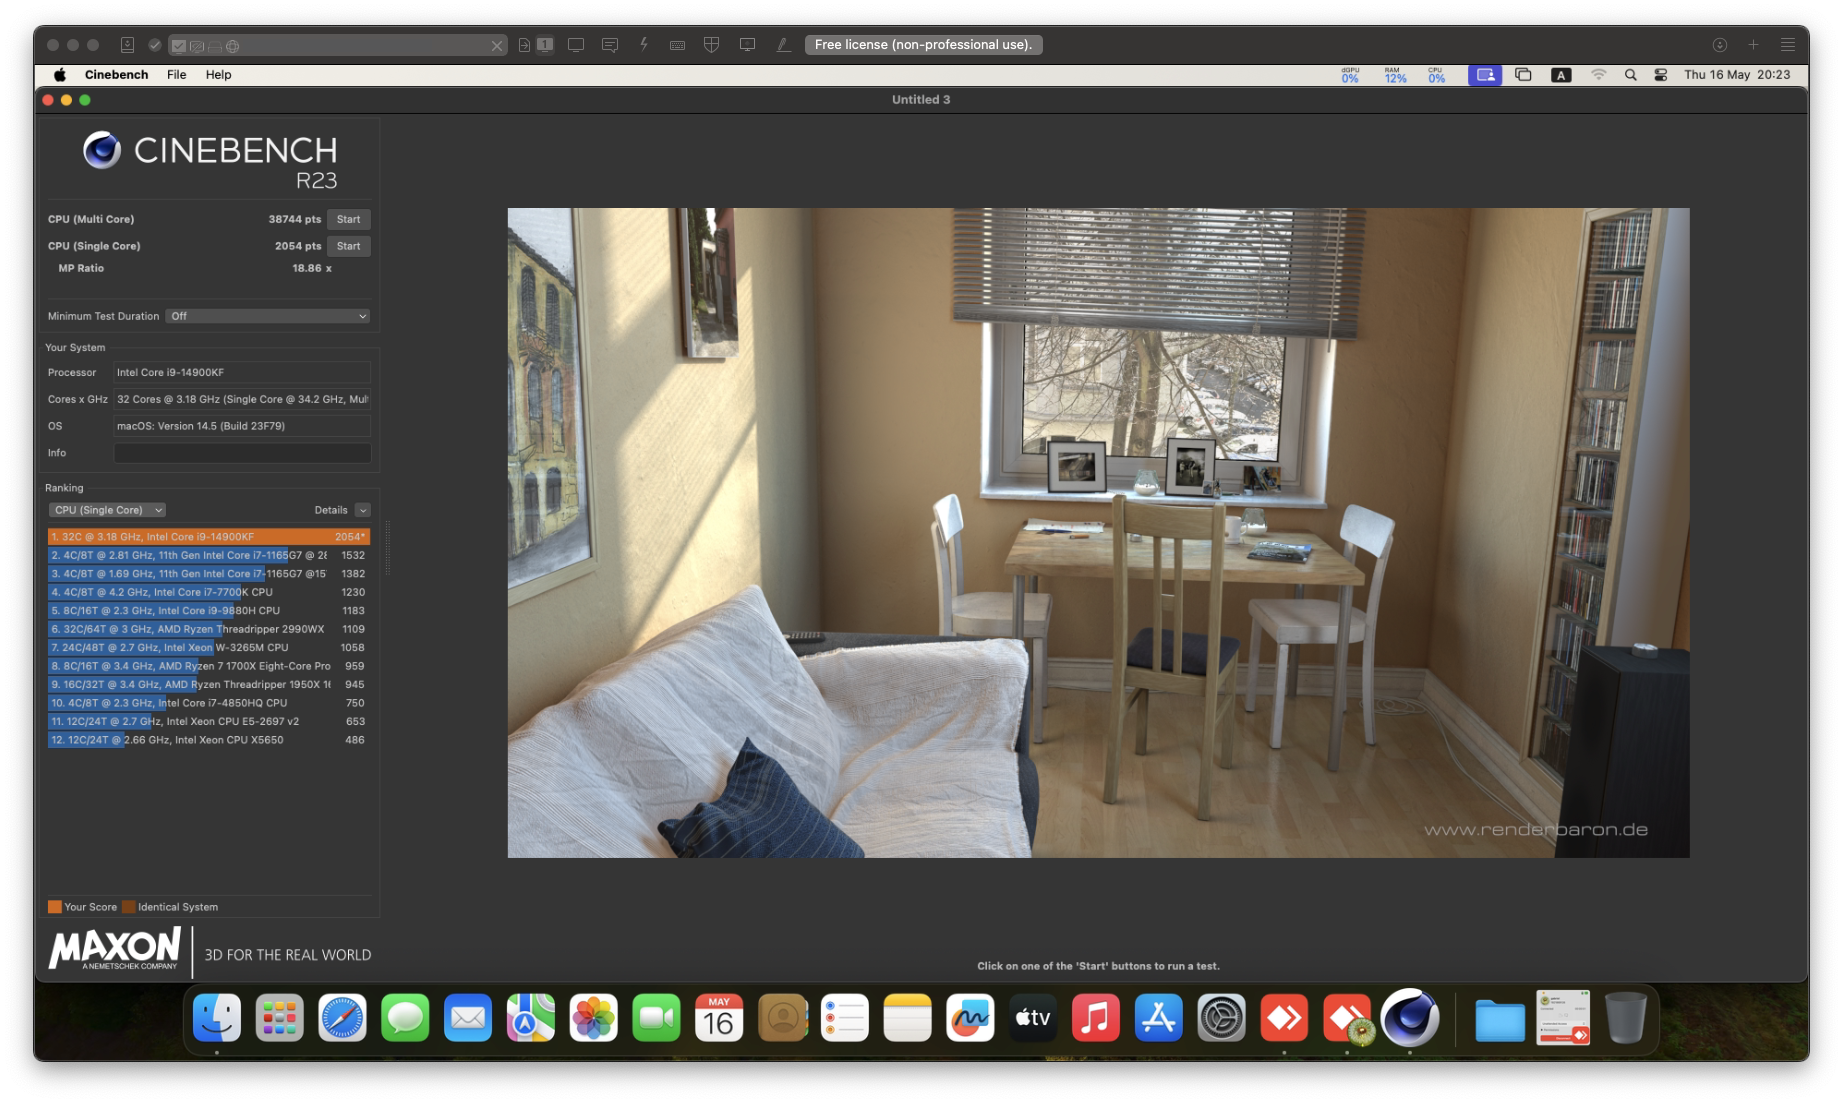 1
Free license (non-professional use).
Cinebench File Help
dGPU 0% RAM 12% CPU 0% A Thu 16 May 20:23
Untitled 3
CINEBENCH
R23
CPU (Multi Core) 38744 pts Start
CPU (Single Core) 2054 pts Start
MP Ratio 18.86 x
Minimum Test Duration Off
Your System
Processor Intel Core i9-14900KF
Cores x GHz 32 Cores @ 3.18 GHz (Single Core @ 34.2 GHz, Mul
OS macOS: Version 14.5 (Build 23F79)
Info
Ranking
CPU (Single Core) Details
1. 32C @ 3.18 GHz, Intel Core i9-14900KF 2054*
2. 4C/8T @ 2.81 GHz, 11th Gen Intel Core i7-1165G7 @ 28 1532
3. 4C/8T @ 1.69 GHz, 11th Gen Intel Core i7-1165G7 @15 1382
4. 4C/8T @ 4.2 GHz, Intel Core i7-7700K CPU 1230
5. 8C/16T @ 2.3 GHz, Intel Core i9-9880H CPU 1183
6. 32C/64T @ 3 GHz, AMD Ryzen Threadripper 2990WX 1109
7. 24C/48T @ 2.7 GHz, Intel Xeon W-3265M CPU 1058
8. 8C/16T @ 3.4 GHz, AMD Ryzen 7 1700X Eight-Core Pro 959
9. 16C/32T @ 3.4 GHz, AMD Ryzen Threadripper 1950X 16 945
10. 4C/8T @ 2.3 GHz, Intel Core i7-4850HQ CPU 750
11. 12C/24T @ 2.7 GHz, Intel Xeon CPU E5-2697 v2 653
12. 12C/24T @ 2.66 GHz, Intel Xeon CPU X5650 486
Your Score Identical System
MAXON
A NEMETSCHEK COMPANY
3D FOR THE REAL WORLD
www.renderbaron.de
Click on one of the 'Start' buttons to run a test.
MAY
16
tv